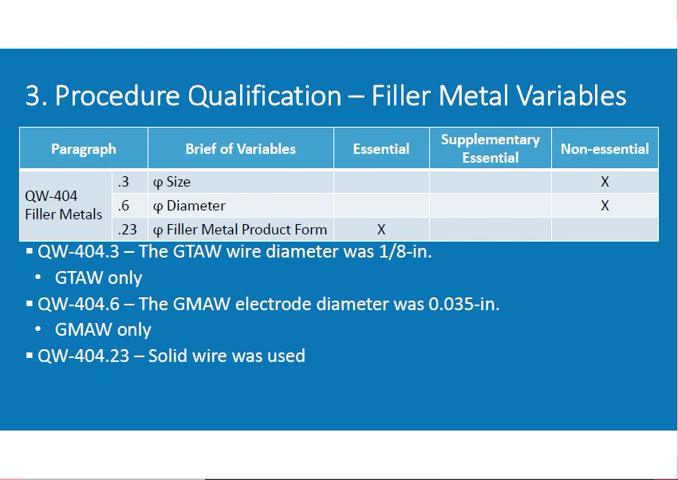 3. Procedure Qualification – Filler Metal Variables
Paragraph Brief of Variables Essential Supplementary Essential Non-essential
QW-404 Filler Metals
.3 φ Size X
.6 φ Diameter X
.23 φ Filler Metal Product Form X
▪ QW-404.3 – The GTAW wire diameter was 1/8-in.
• GTAW only
▪ QW-404.6 – The GMAW electrode diameter was 0.035-in.
• GMAW only
▪ QW-404.23 – Solid wire was used